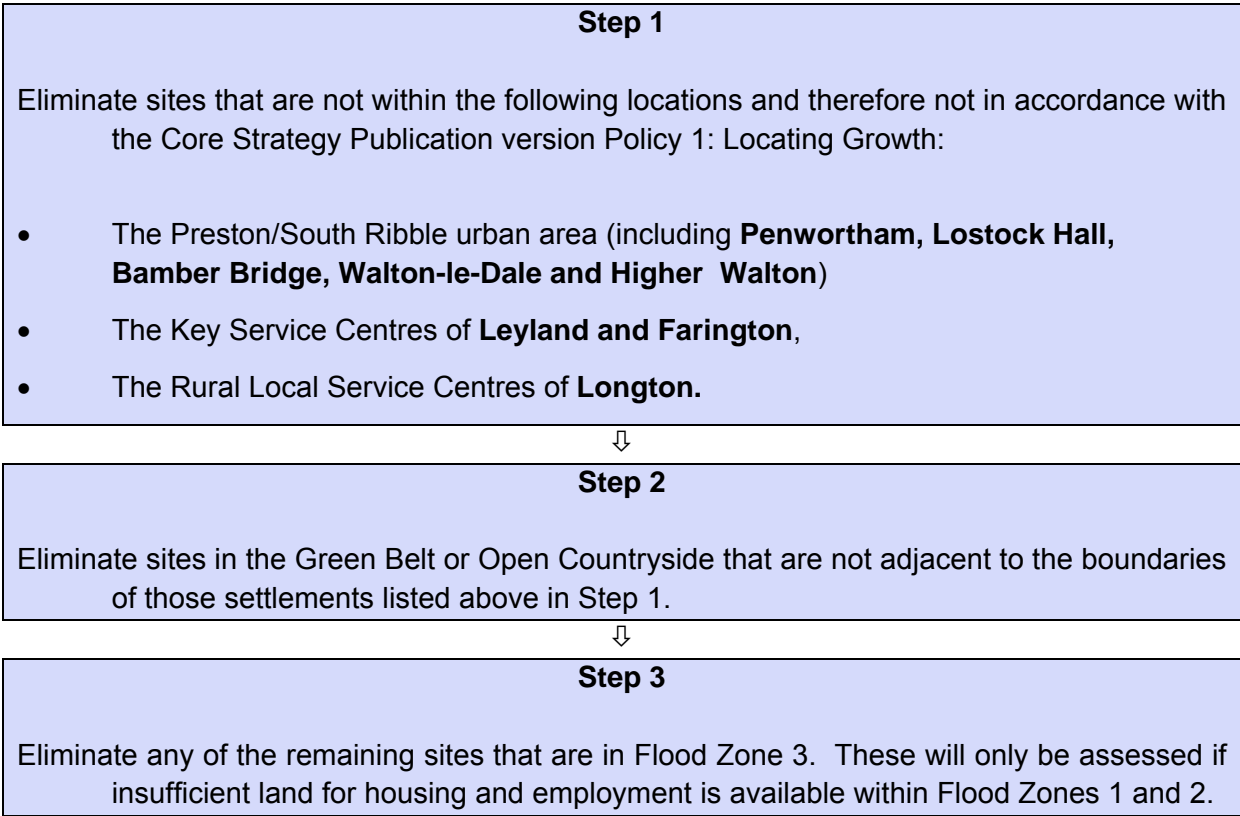 Step 1
Eliminate sites that are not within the following locations and therefore not in accordance with
the Core Strategy Publication version Policy 1: Locating Growth:
• The Preston/South Ribble urban area (including Penwortham, Lostock Hall,
Bamber Bridge, Walton-le-Dale and Higher Walton)
• The Key Service Centres of Leyland and Farington,
• The Rural Local Service Centres of Longton.
⇩
Step 2
Eliminate sites in the Green Belt or Open Countryside that are not adjacent to the boundaries
of those settlements listed above in Step 1.
⇩
Step 3
Eliminate any of the remaining sites that are in Flood Zone 3. These will only be assessed if
insufficient land for housing and employment is available within Flood Zones 1 and 2.